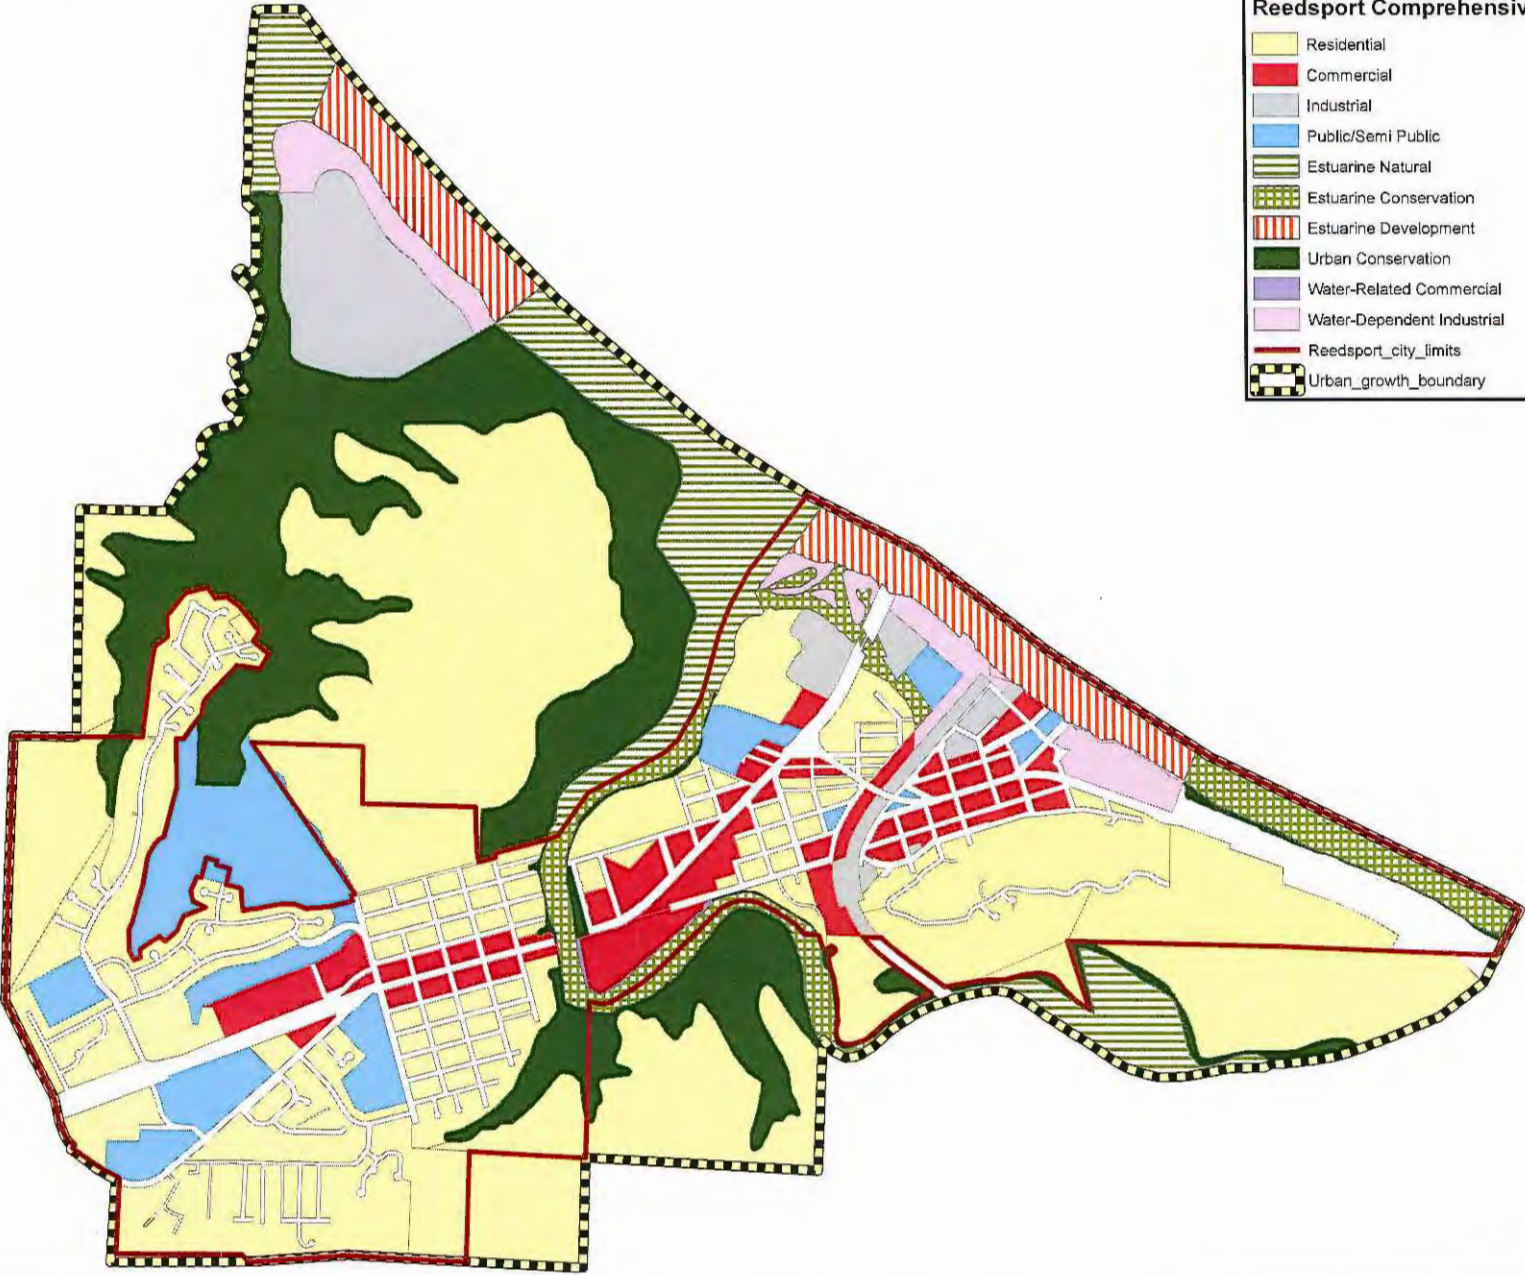 Reedsport Comprehensiv
Residential
Commercial
Industrial
Public/Semi Public
Estuarine Natural
Estuarine Conservation
Estuarine Development
Urban Conservation
Water-Related Commercial
Water-Dependent Industrial
Reedsport_city_limits
Urban_growth_boundary